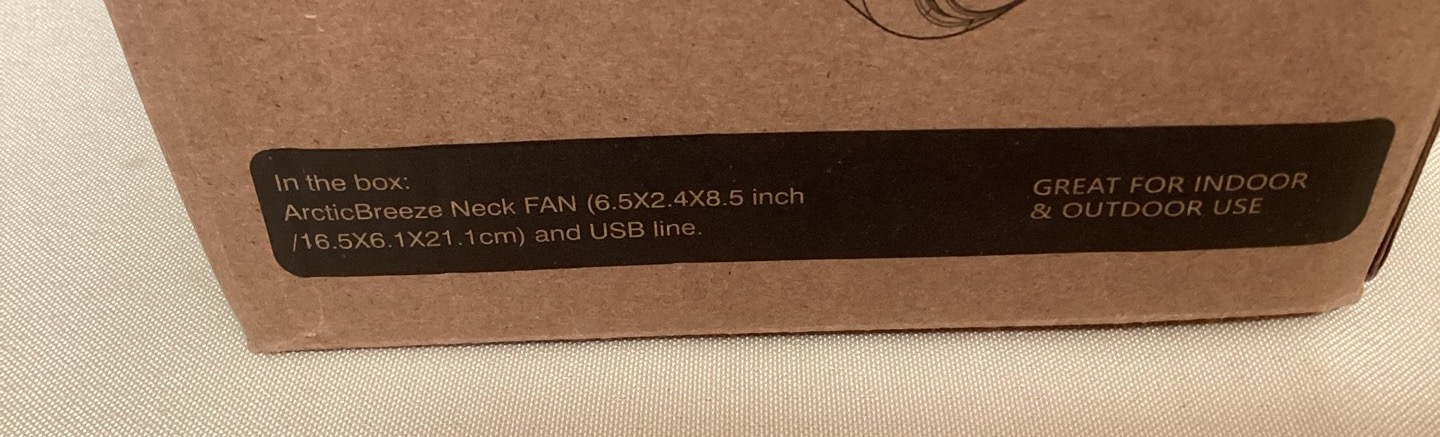 In the box:
ArcticBreeze Neck FAN (6.5X2.4X8.5 inch
/16.5X6.1X21.1cm) and USB line.
GREAT FOR INDOOR
& OUTDOOR USE